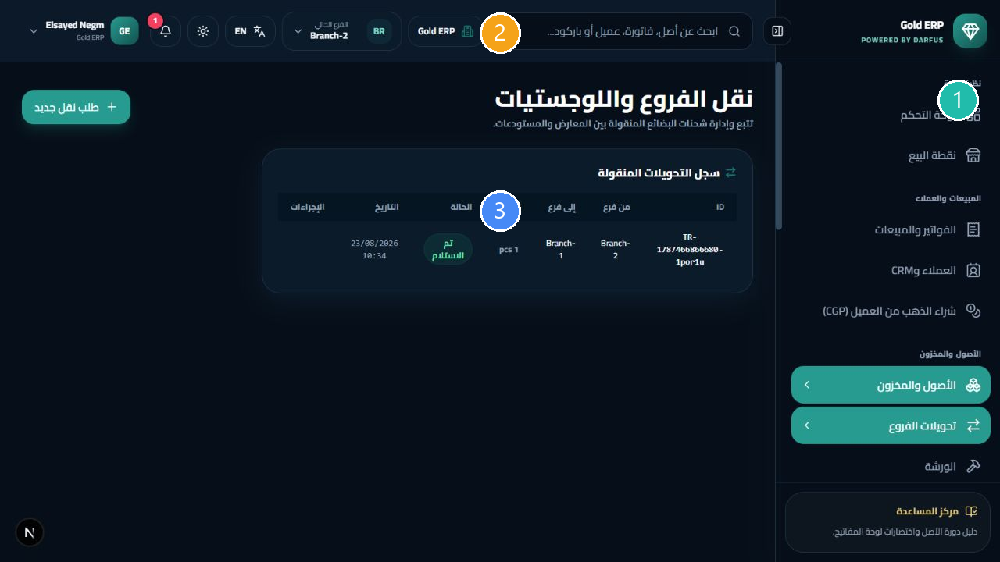 Gold ERP
POWERED BY DARFUS
ابحث عن أصل، فاتورة، عميل أو باركود...
2
Gold ERP
BR
الفرع الحالي
Branch-2
EN
1
GE
Elsayed Negm
Gold ERP
1
التحكم
نقطة البيع
المبيعات والعملاء
الفواتير والمبيعات
العملاء وCRM
شراء الذهب من العميل (CGP)
الأصول والمخزون
الأصول والمخزون
تحويلات الفروع
الورشة
مركز المساعدة
دليل دورة الأصل واختصارات لوحة المفاتيح.
نقل الفروع واللوجستيات
تتبع وإدارة شحنات البضائع المنقولة بين المعارض والمستودعات.
طلب نقل جديد
سجل التحويلات المنقولة
ID من فرع إلى فرع 3 الحالة التاريخ الإجراءات
TR-1787466866680-1por1u Branch-2 Branch-1 1 pcs تم الاستلام 23/08/2026 10:34
N